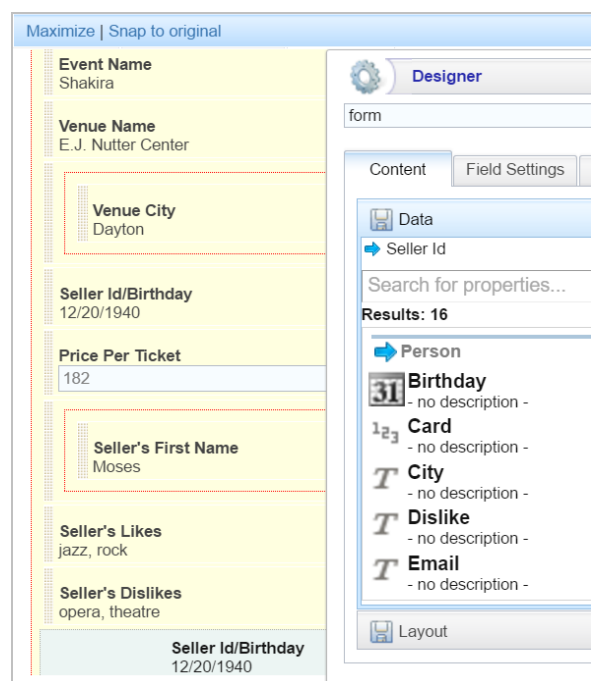 Maximize | Snap to original
Event Name
Shakira
Venue Name
E.J. Nutter Center
Venue City
Dayton
Seller Id/Birthday
12/20/1940
Price Per Ticket
182
Seller's First Name
Moses
Seller's Likes
jazz, rock
Seller's Dislikes
opera, theatre
Seller Id/Birthday
12/20/1940
Designer
form
Content
Field Settings
Data
Seller Id
Search for properties...
Results: 16
Person
31
Birthday
- no description -
123
Card
- no description -
T
City
- no description -
T
Dislike
- no description -
T
Email
- no description -
Layout